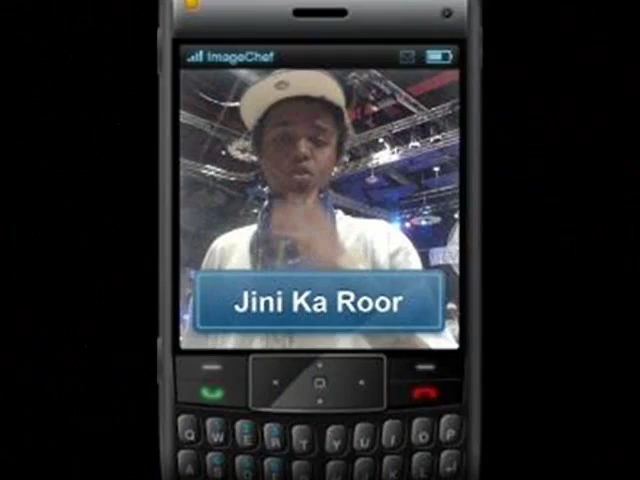 ImageChef
Jini Ka Roor
Q W E R T Y U I O P
A S D F G H J K L